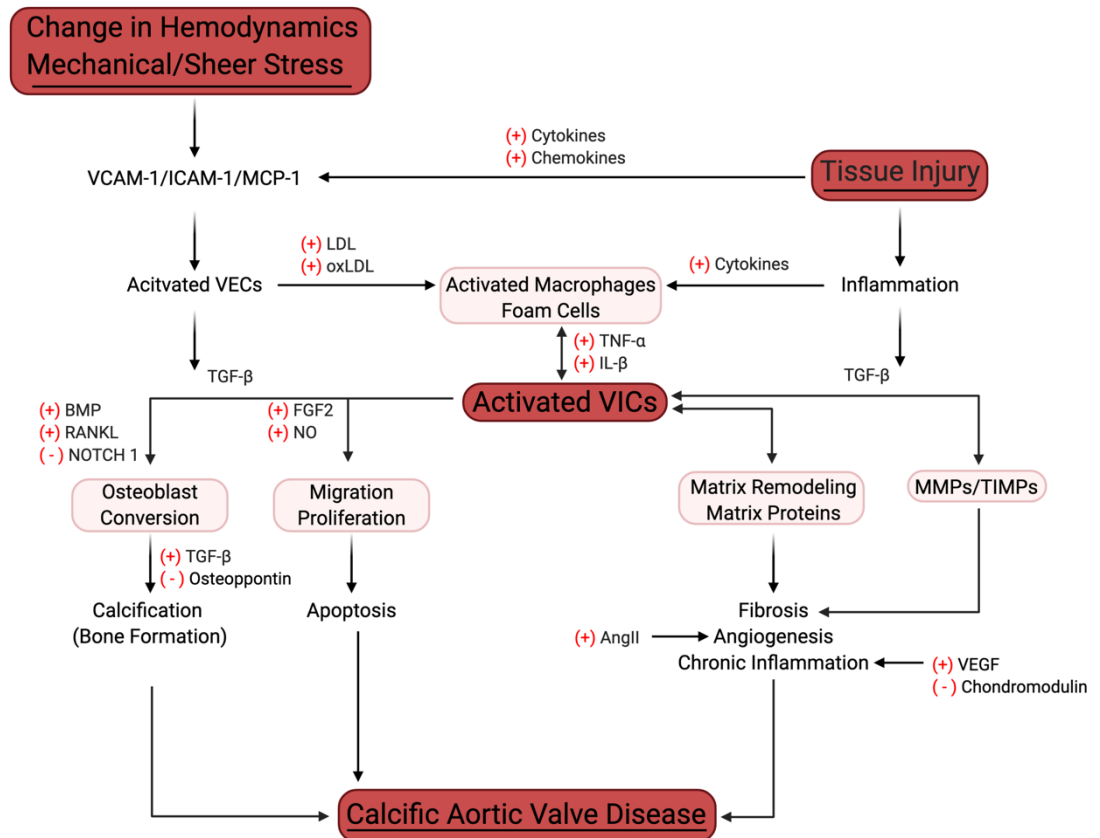 Change in Hemodynamics
Mechanical/Sheer Stress
(+) Cytokines
(+) Chemokines
VCAM-1/ICAM-1/MCP-1
Tissue Injury
(+) LDL
(+) oxLDL
(+) Cytokines
Acitvated VECs
Activated Macrophages
Foam Cells
Inflammation
(+) TNF-α
(+) IL-β
TGF-β
TGF-β
Activated VICs
(+) BMP
(+) RANKL
(-) NOTCH 1
(+) FGF2
(+) NO
Osteoblast
Conversion
Migration
Proliferation
Matrix Remodeling
Matrix Proteins
MMPs/TIMPs
(+) TGF-β
(-) Osteoppontin
Calcification
(Bone Formation)
Apoptosis
Fibrosis
(+) AngII
Angiogenesis
Chronic Inflammation
(+) VEGF
(-) Chondromodulin
Calcific Aortic Valve Disease